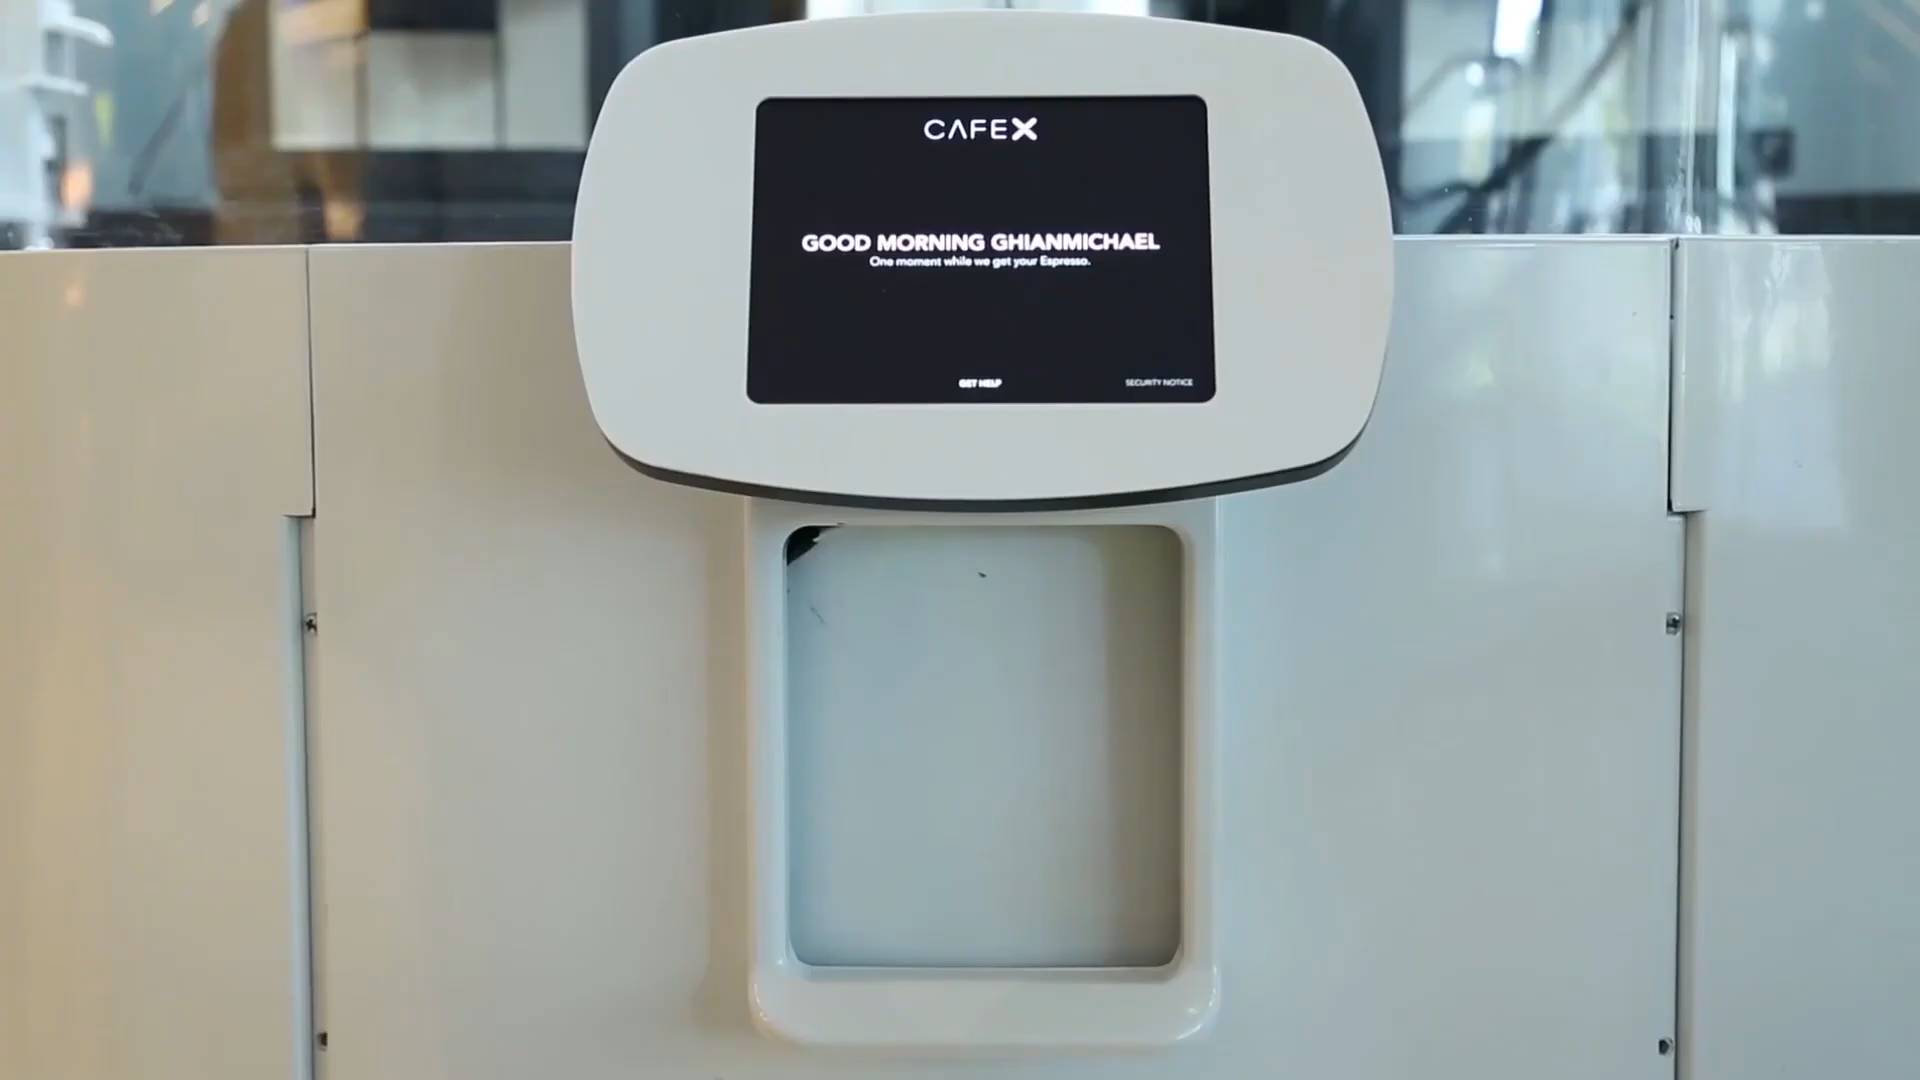 CAFE X
GOOD MORNING GHIANMICHAEL
One moment while we get your Espresso.
GET HELP
SECURITY NOTICE